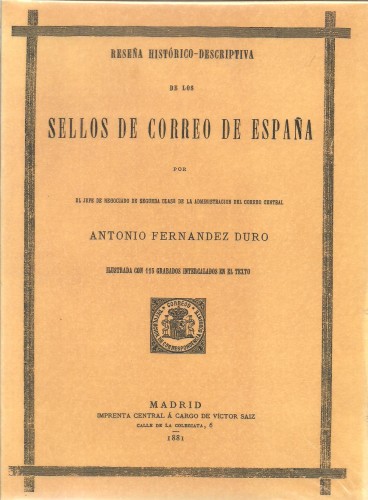 RESEÑA HISTÓRICO-DESCRIPTIVA
DE LOS
SELLOS DE CORREO DE ESPAÑA
POR
EL JEFE DE NEGOCIADO DE SEGUNDA CLASE DE LA ADMINISTRACION DEL CORREO CENTRAL
ANTONIO FERNANDEZ DURO
ILUSTRADA CON 125 GRABADOS INTERCALADOS EN EL TEXTO
CORREOS
MADRID
IMPRENTA CENTRAL Á CARGO DE VÍCTOR SAIZ
CALLE DE LA COLEGIATA, 6
1881